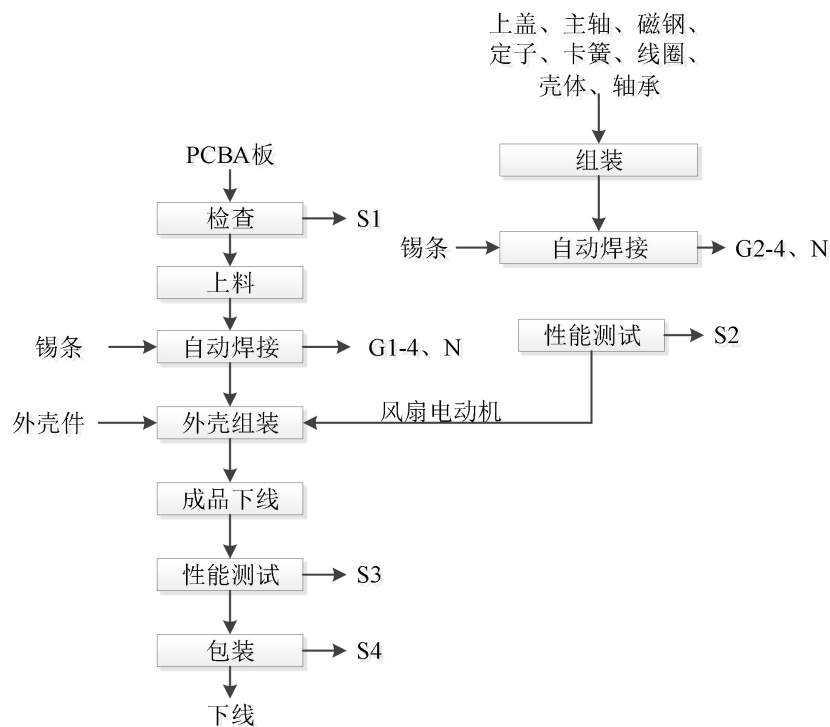 上盖、主轴、磁钢、
定子、卡簧、线圈、
壳体、轴承
组装
锡条
自动焊接
G2-4、N
性能测试
S2
风扇电动机
PCBA板
检查
S1
上料
锡条
自动焊接
G1-4、N
外壳件
外壳组装
成品下线
性能测试
S3
包装
S4
下线